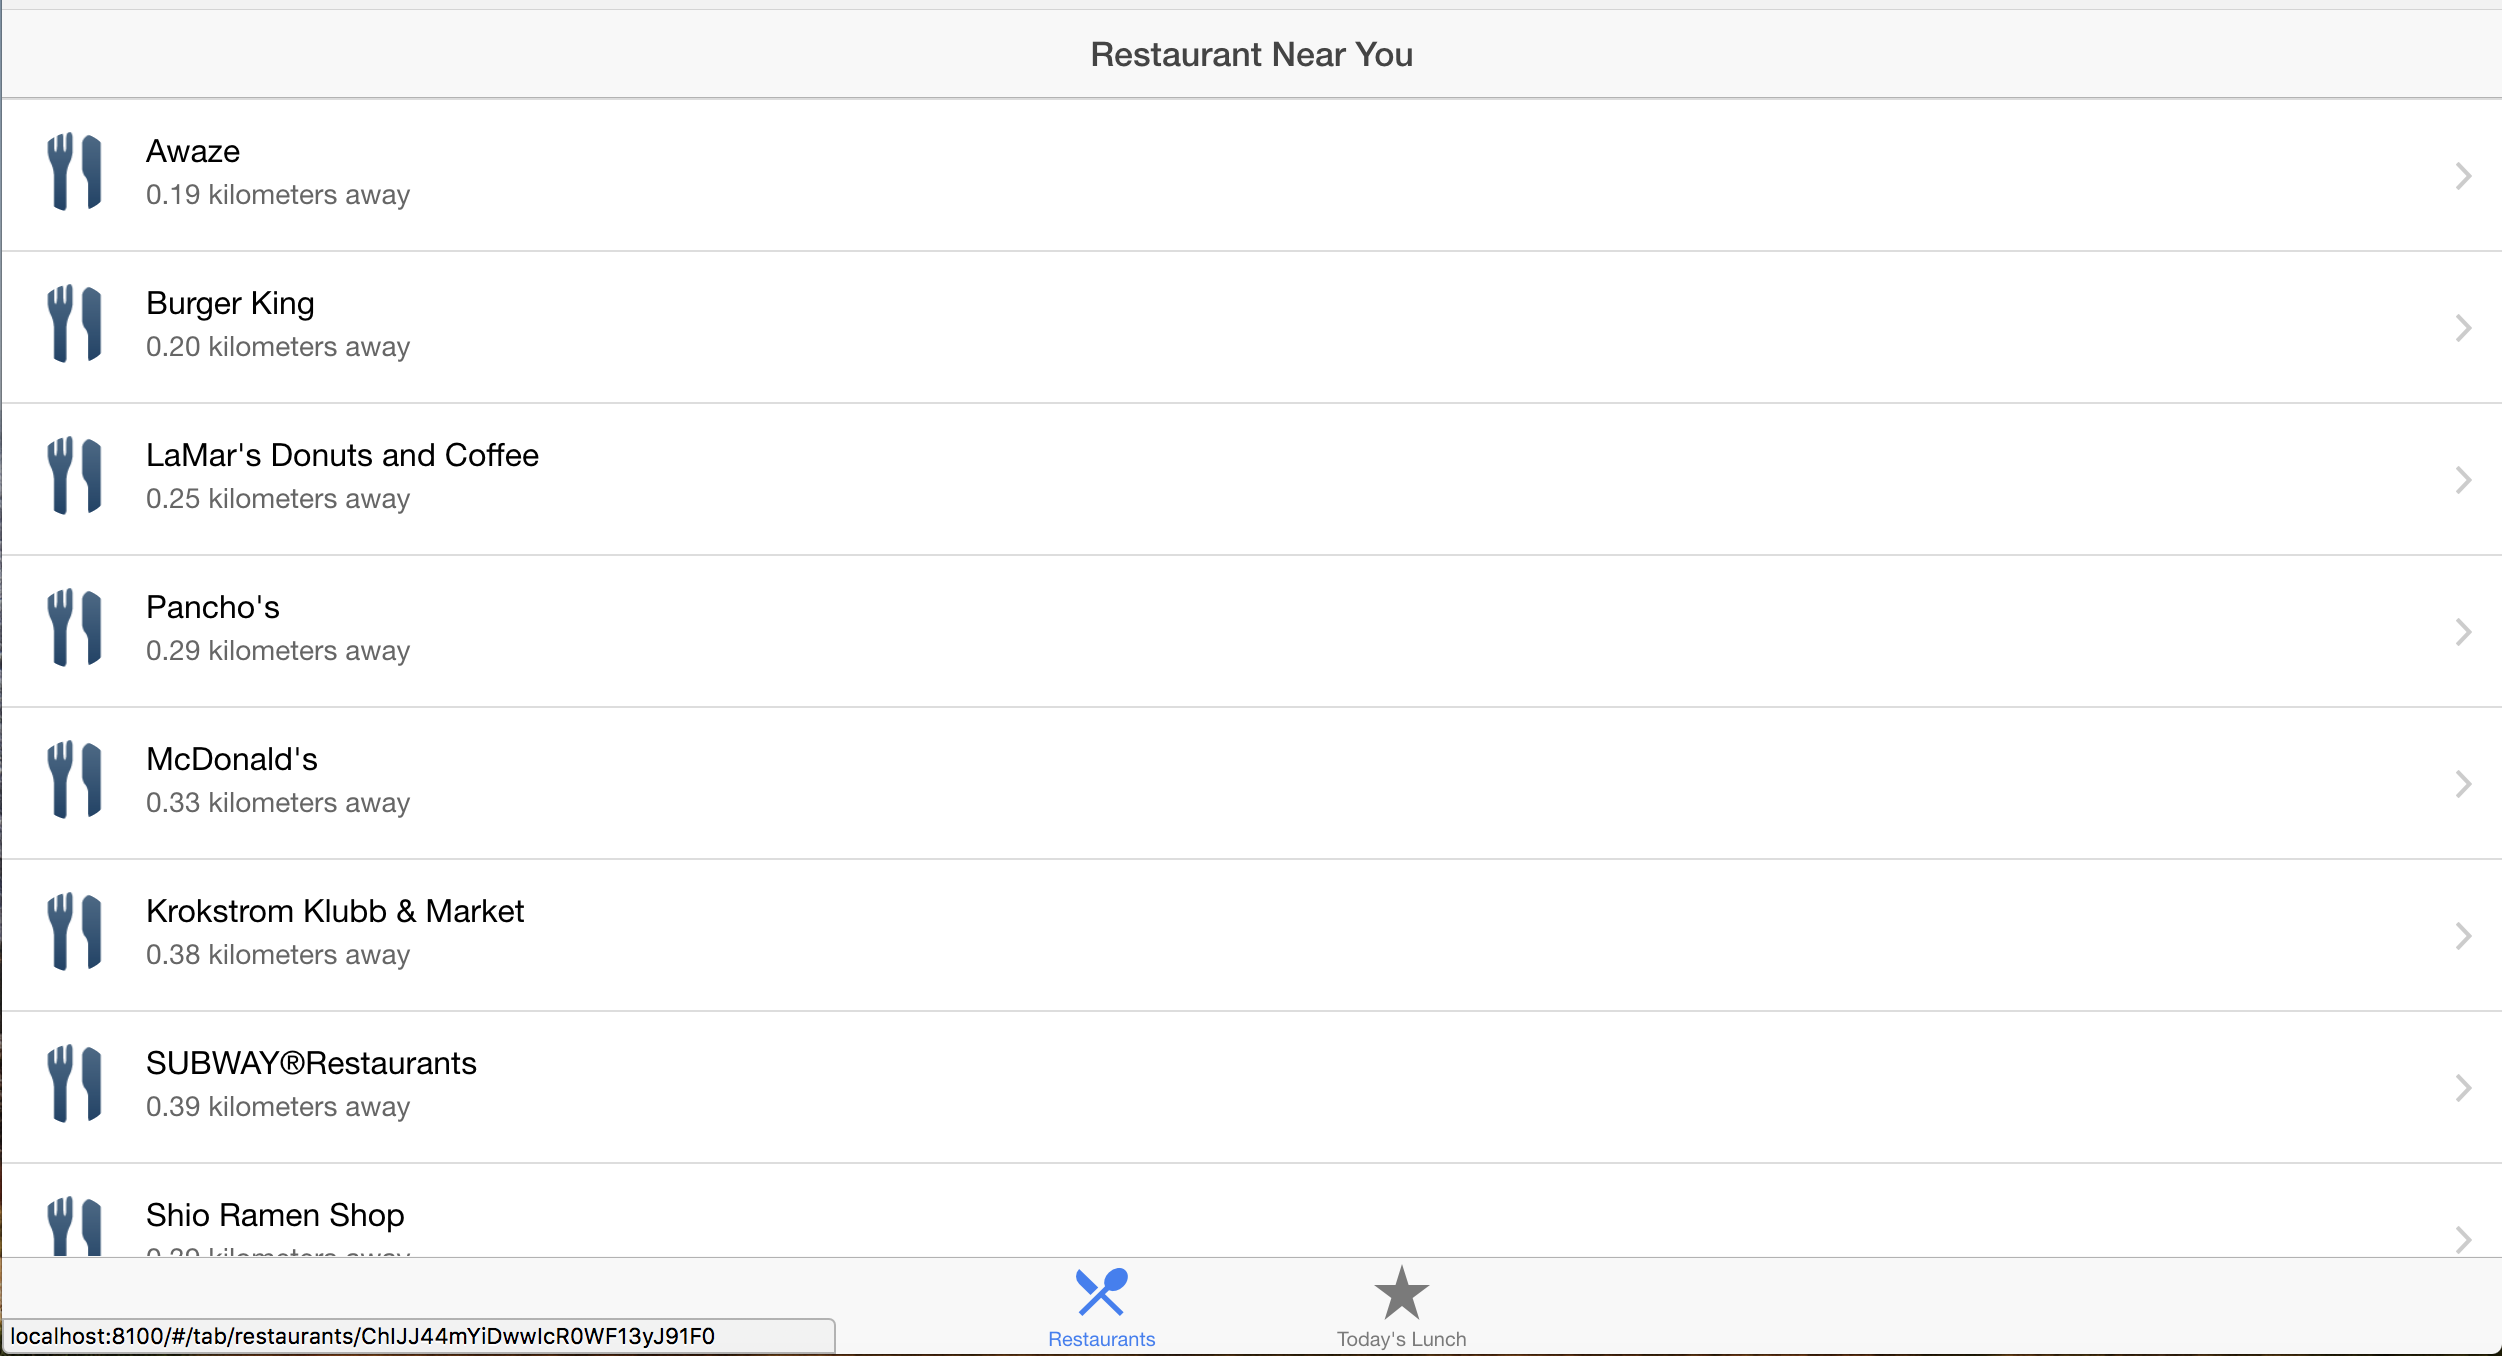 Restaurant Near You
Awaze
0.19 kilometers away
Burger King
0.20 kilometers away
LaMar's Donuts and Coffee
0.25 kilometers away
Pancho's
0.29 kilometers away
McDonald's
0.33 kilometers away
Krokstrom Klubb & Market
0.38 kilometers away
SUBWAY®Restaurants
0.39 kilometers away
Shio Ramen Shop
kilometers away
Restaurants
Today's Lunch
localhost:8100/#/tab/restaurants/ChIJJ44mYiDwwIcR0WF13yJ91F0